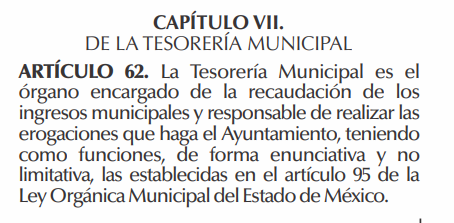 CAPÍTULO VII.
DE LA TESORERÍA MUNICIPAL
ARTÍCULO 62. La Tesorería Municipal es el
órgano encargado de la recaudación de los
ingresos municipales y responsable de realizar las
erogaciones que haga el Ayuntamiento, teniendo
como funciones, de forma enunciativa y no
limitativa, las establecidas en el artículo 95 de la
Ley Orgánica Municipal del Estado de México.